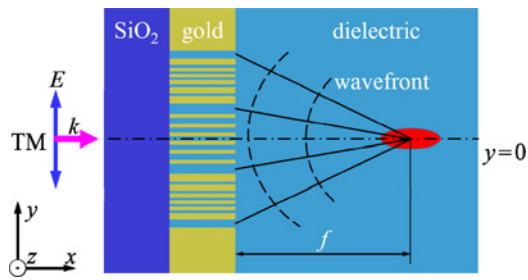 SiO₂ gold dielectric
wavefront
E
k
TM
y=0
y
f
z x